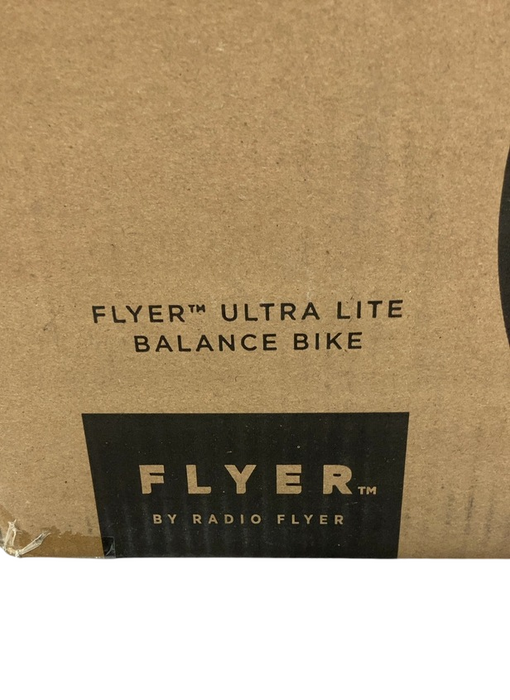 FLYER™ ULTRA LITE
BALANCE BIKE
FLYER™
BY RADIO FLYER